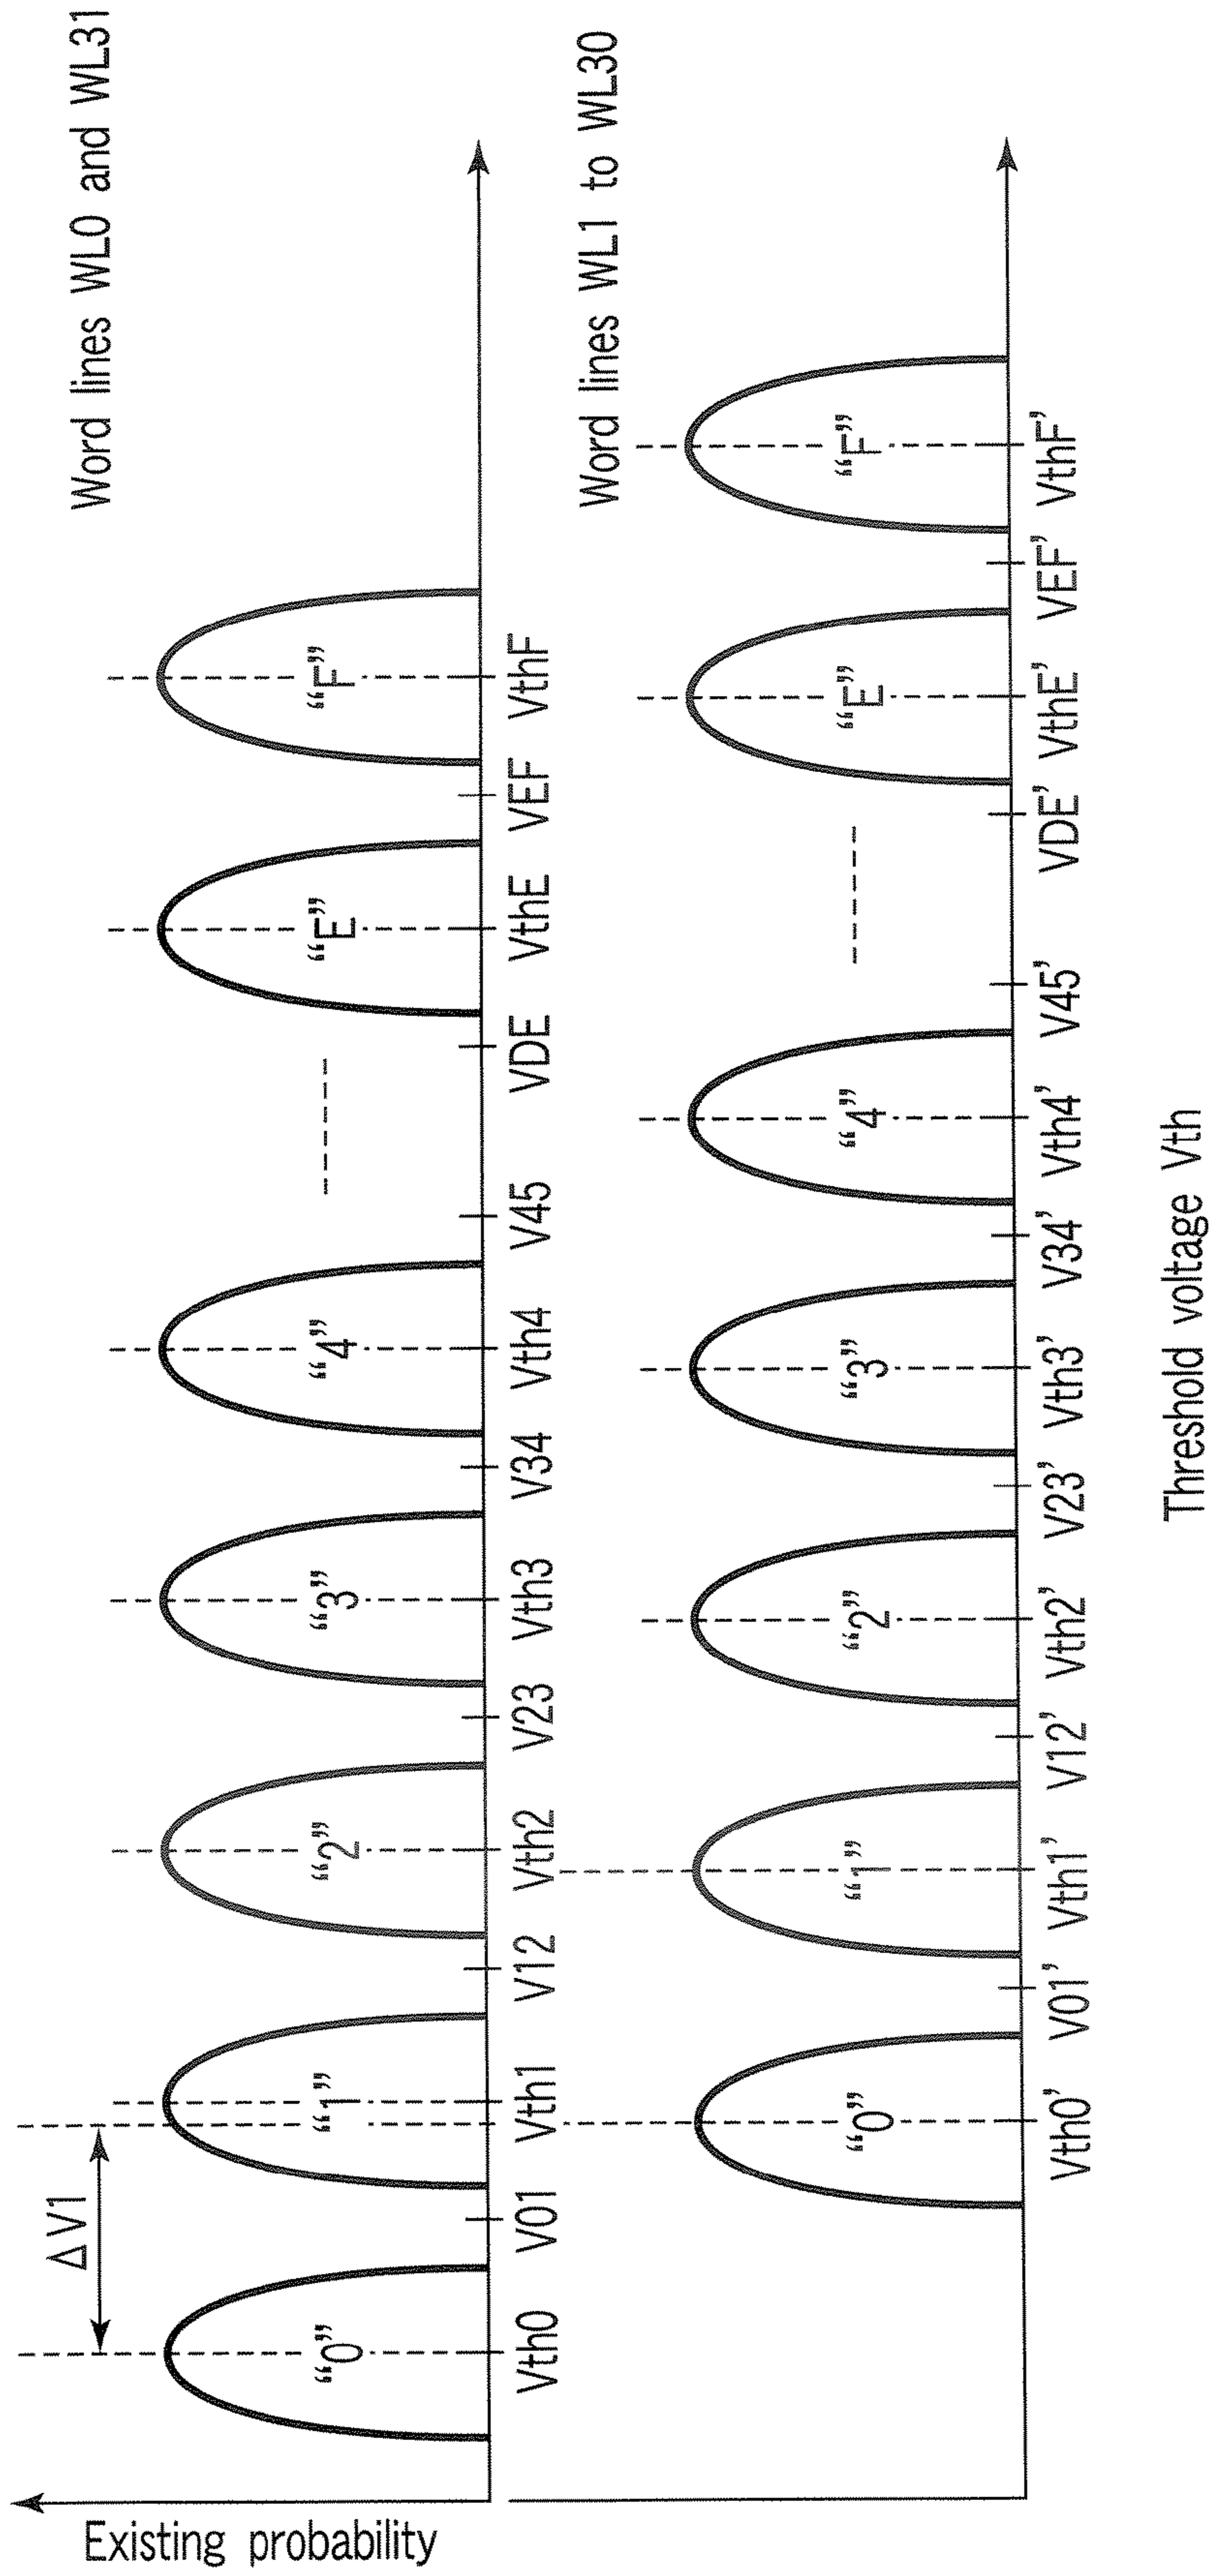 Existing probability
Word lines WL0 and WL31
ΔV1
“0” “1” “2” “3” “4” “E” “F”
Vth0 V01 Vth1 V12 Vth2 V23 Vth3 V34 Vth4 V45 VDE VthE VEF VthF
Word lines WL1 to WL30
“0” “1” “2” “3” “4” “E” “F”
Vth0’ V01’ Vth1’ V12’ Vth2’ V23’ Vth3’ V34’ Vth4’ V45’ VDE’ VthE’ VEF’ VthF’
Threshold voltage Vth